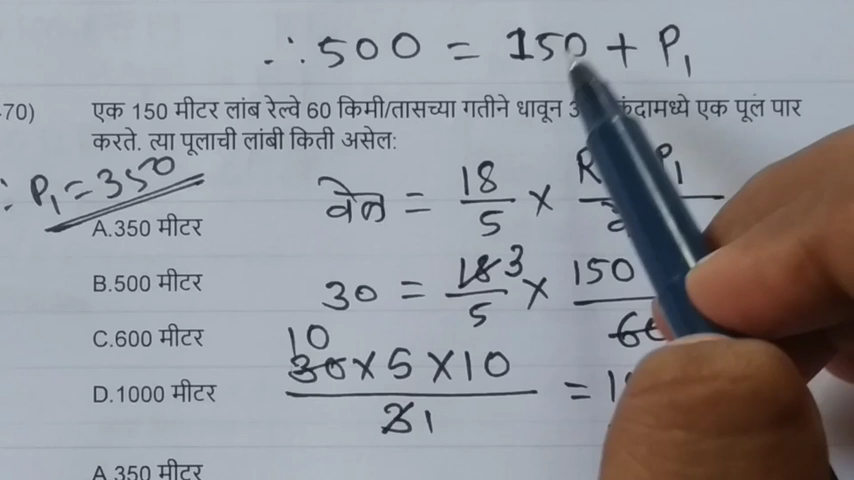 ∴ 500 = 150 + P₁
70) एक 150 मीटर लांब रेल्वे 60 किमी/तासच्या गतीने धावून एक पूल पार
करते. त्या पूलाची लांबी किती असेल:
∴ P₁ = 350
A.350 मीटर
वेळ = 18/5 ×
B.500 मीटर
30 = 18 3/5 × 150
C.600 मीटर
10
30 × 5 × 10 / 3 1 =
D.1000 मीटर
A.350 मीटर